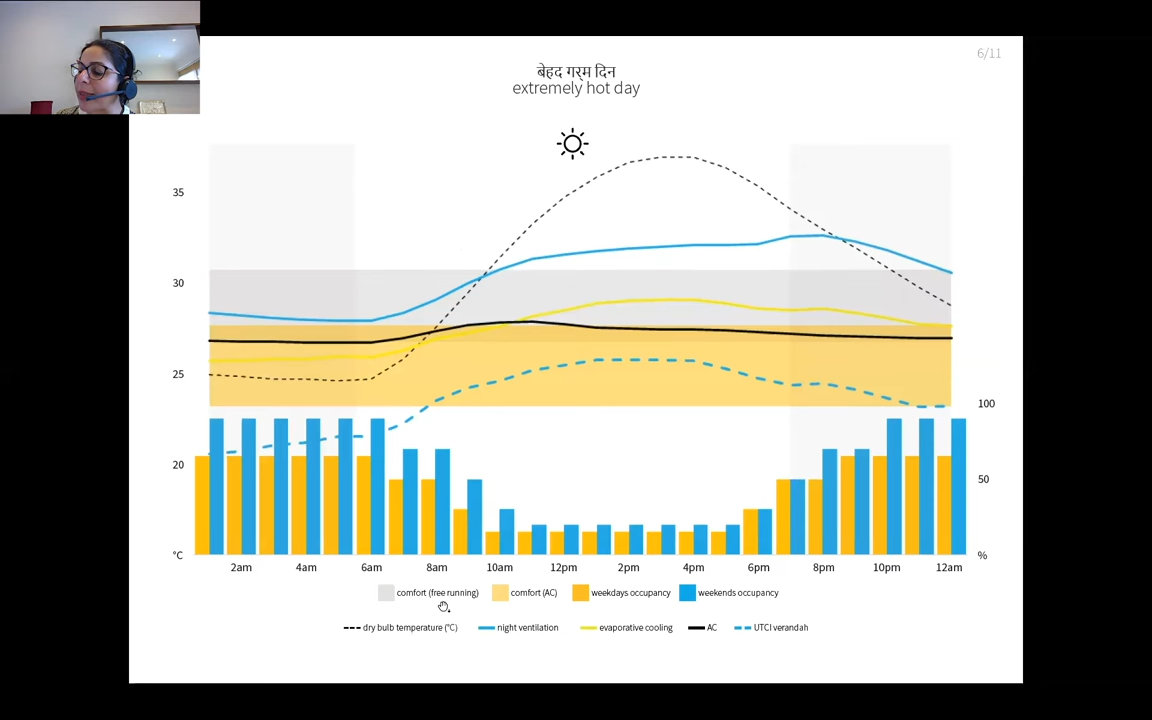 6/11
बेहद गर्म दिन
extremely hot day
35
30
25
100
20
50
°C
%
2am 4am 6am 8am 10am 12pm 2pm 4pm 6pm 8pm 10pm 12am
comfort (free running) comfort (AC) weekdays occupancy weekends occupancy
dry bulb temperature (°C) night ventilation evaporative cooling AC UTCI verandah